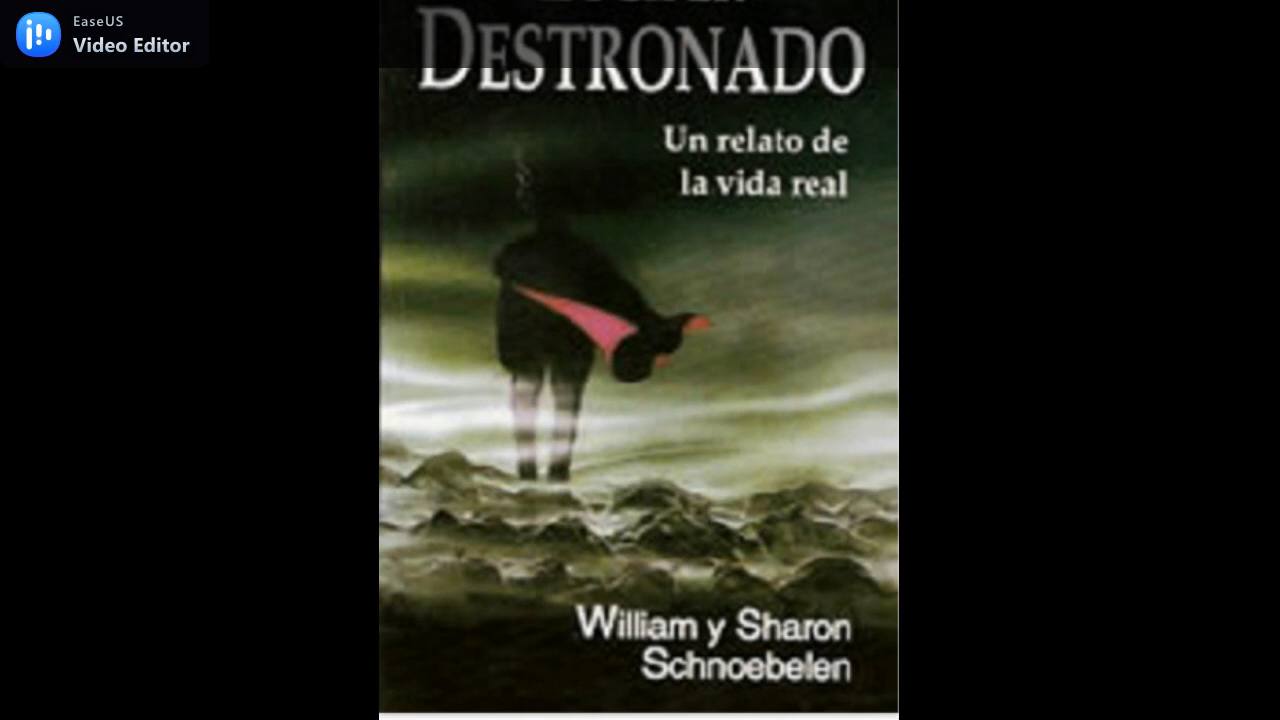 EaseUS
Video Editor
DESTRONADO
Un relato de
la vida real
William y Sharon
Schnoebelen